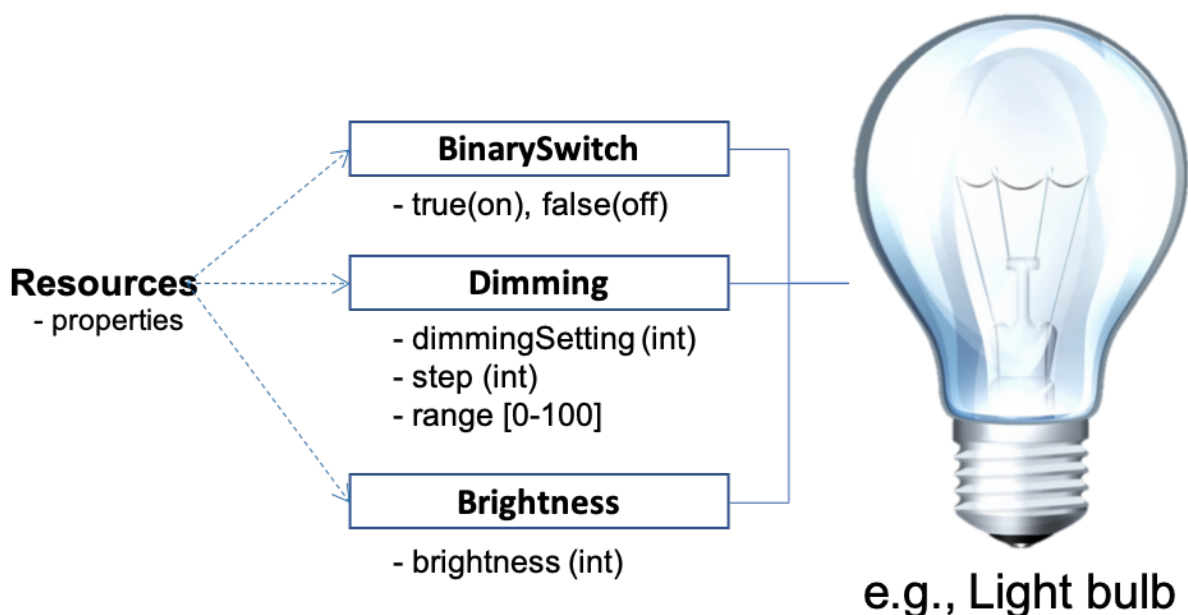 BinarySwitch
- true(on), false(off)
Resources
- properties
Dimming
- dimmingSetting (int)
- step (int)
- range [0-100]
Brightness
- brightness (int)
e.g., Light bulb